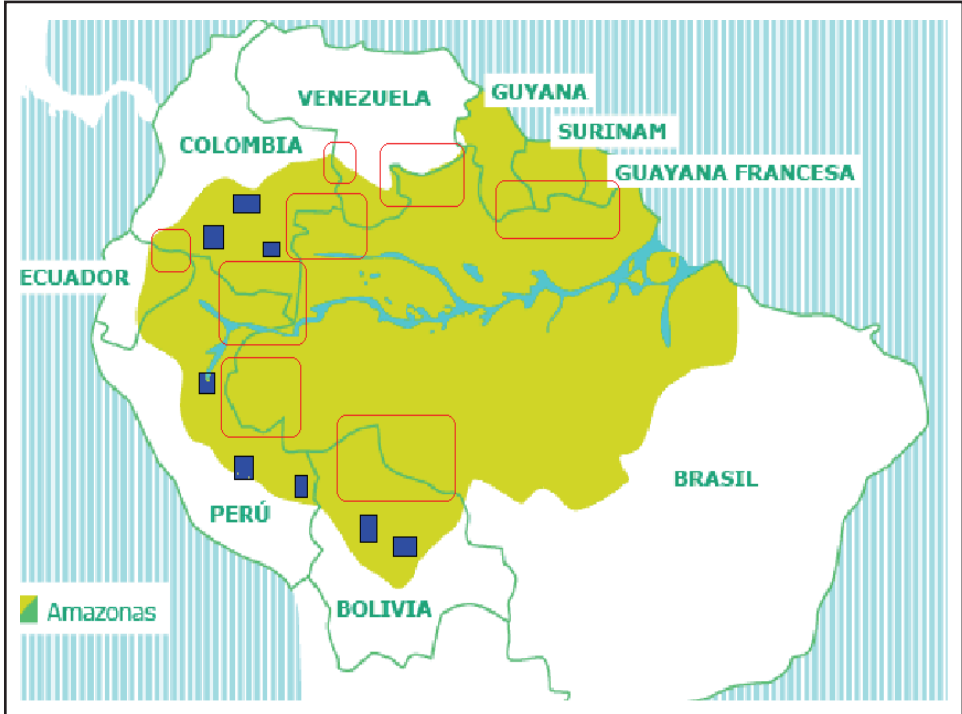 VENEZUELA
GUYANA
SURINAM
COLOMBIA
GUAYANA FRANCESA
ECUADOR
BRASIL
PERÚ
BOLIVIA
Amazonas